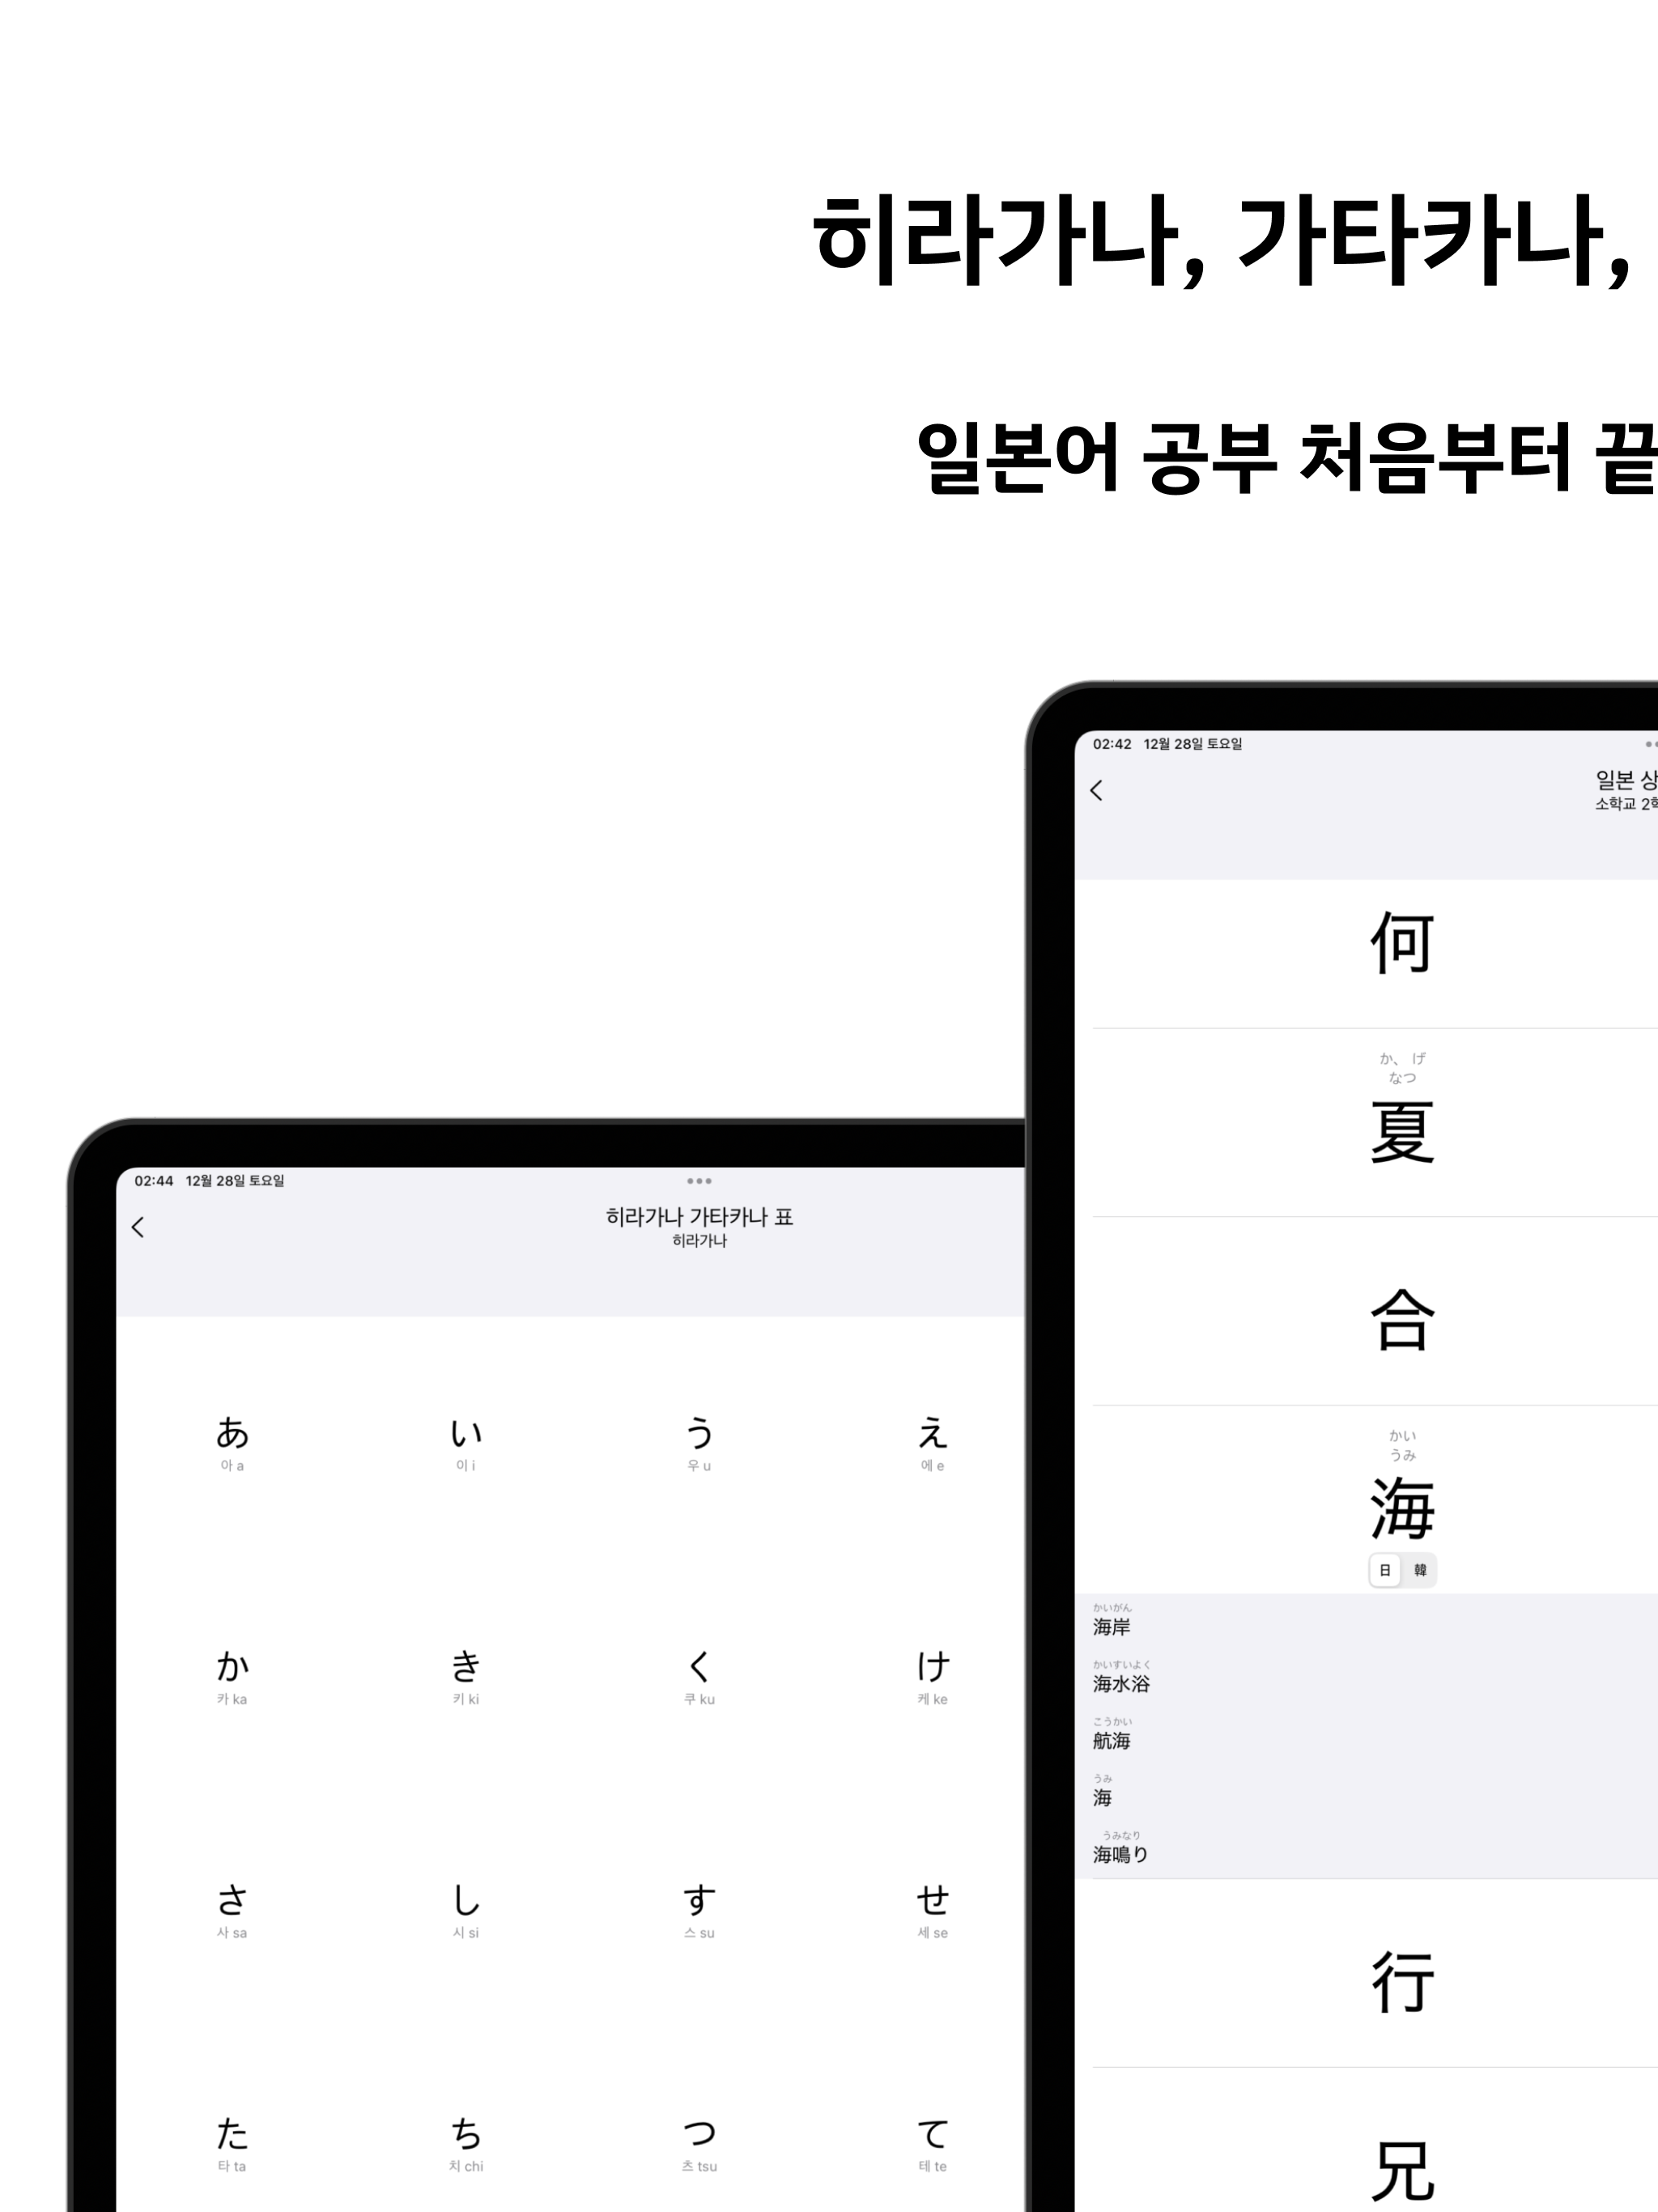 히라가나, 가타카나,
일본어 공부 처음부터 끝
02:44 12월 28일 토요일
히라가나 가타카나 표
히라가나
あ い う え
아 a 이 i 우 u 에 e
か き く け
카 ka 키 ki 쿠 ku 케 ke
さ し す せ
사 sa 시 si 스 su 세 se
た ち つ て
타 ta 치 chi 츠 tsu 테 te
02:42 12월 28일 토요일
일본 상
소학교 2학
何
か、 げ
なつ
夏
合
かい
うみ
海
日 韓
かいがん
海岸
かいすいよく
海水浴
こうかい
航海
うみ
海
うみなり
海鳴り
行
兄